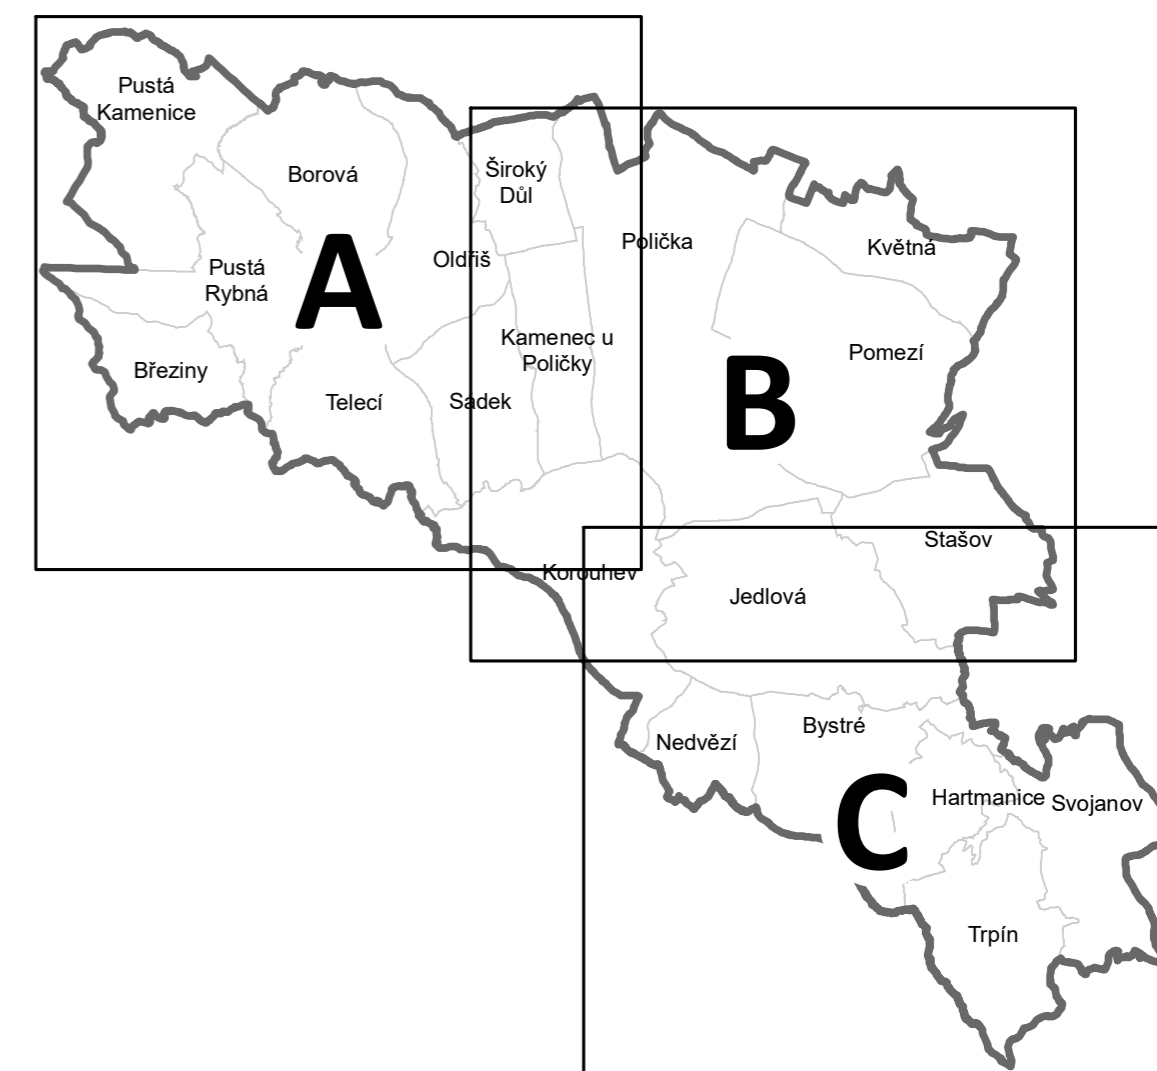 Pustá
Kamenice
Borová
Široký
Důl
Oldřiš
Polička
Květná
Pustá
Rybná
A
Kamenec u
Poličky
Pomezí
Březiny
Telecí
Sádek
B
Stašov
Korouhev
Jedlová
Bystré
Nedvězí
Hartmanice
Svojanov
C
Trpín